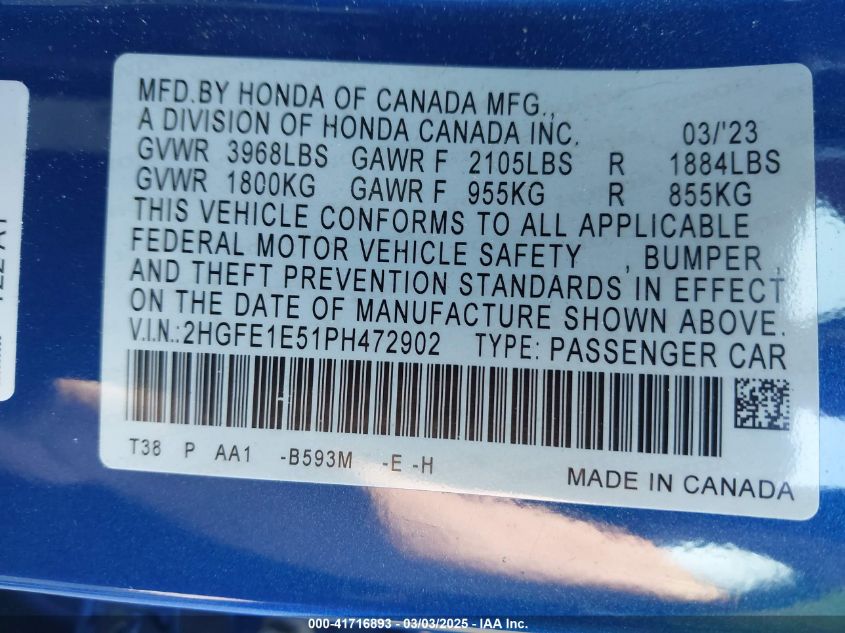 MFD.BY HONDA OF CANADA MFG.,
A DIVISION OF HONDA CANADA INC. 03/'23
GVWR 3968LBS GAWR F 2105LBS R 1884LBS
GVWR 1800KG GAWR F 955KG R 855KG
THIS VEHICLE CONFORMS TO ALL APPLICABLE
FEDERAL MOTOR VEHICLE SAFETY , BUMPER ,
AND THEFT PREVENTION STANDARDS IN EFFECT
ON THE DATE OF MANUFACTURE SHOWN ABOVE.
V.I.N.:2HGFE1E51PH472902 TYPE: PASSENGER CAR
T38 P AA1 -B593M -E -H
MADE IN CANADA
000-41716893 - 03/03/2025 - IAA Inc.